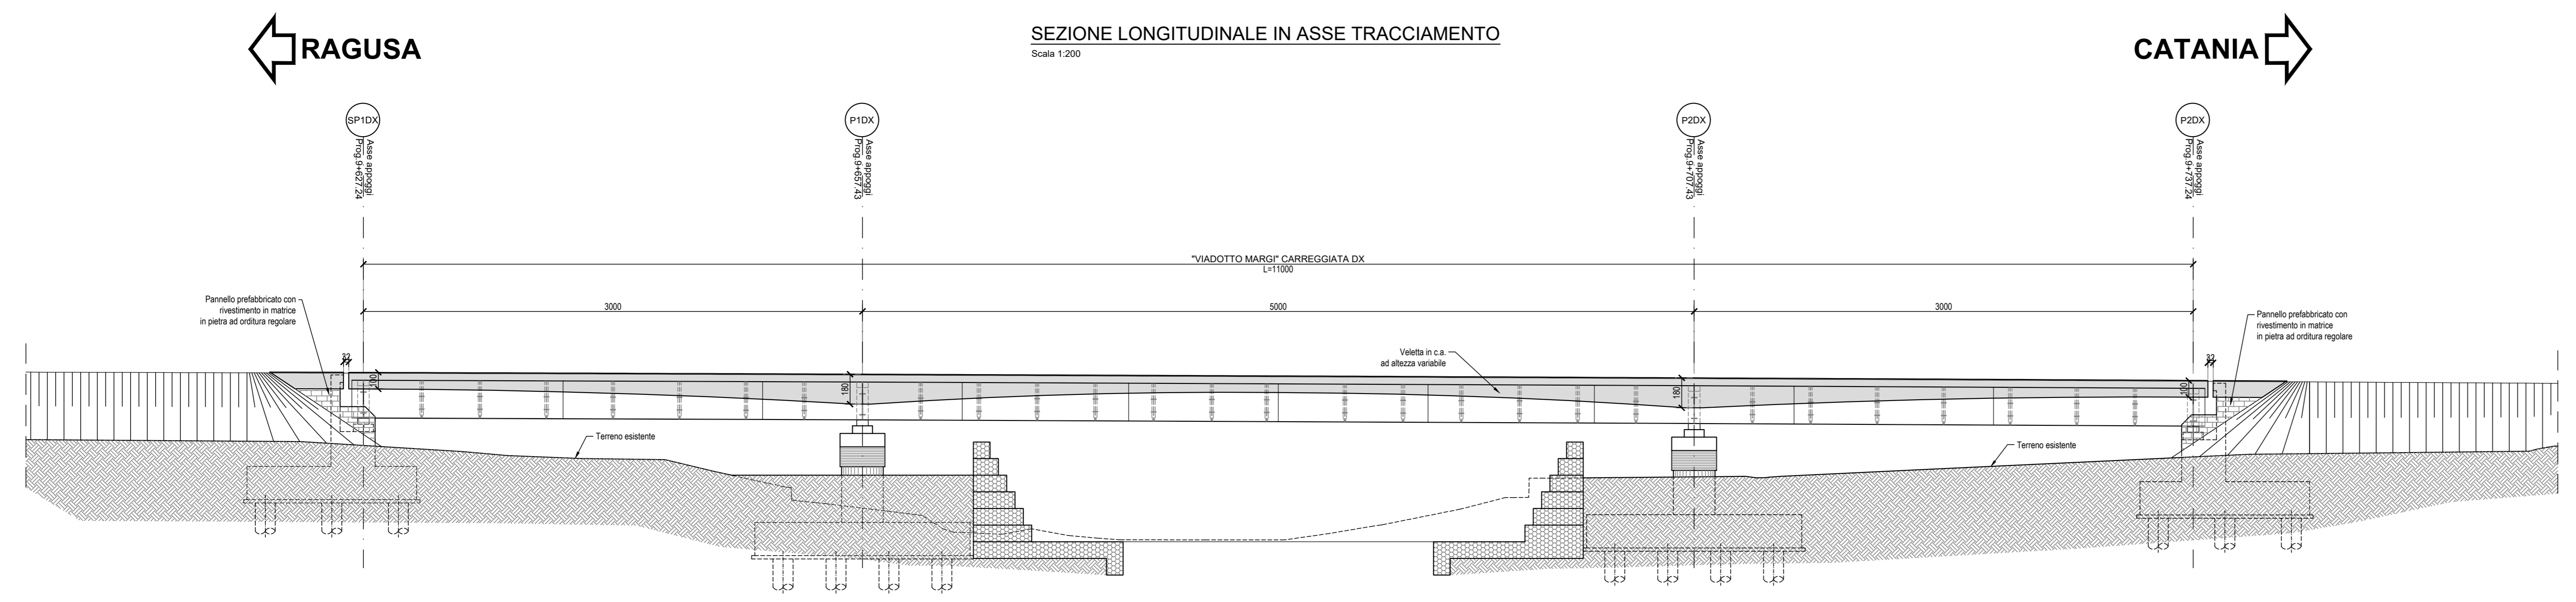 RAGUSA
SEZIONE LONGITUDINALE IN ASSE TRACCIAMENTO
Scala 1:200
CATANIA
SP1DX
Asse appoggi
Prog.9+627.24
P1DX
Asse appoggi
Prog.9+657.43
P2DX
Asse appoggi
Prog.9+707.43
P2DX
Asse appoggi
Prog.9+737.24
"VIADOTTO MARGI" CARREGGIATA DX
L=11000
3000
5000
3000
Pannello prefabbricato con
rivestimento in matrice
in pietra ad orditura regolare
Pannello prefabbricato con
rivestimento in matrice
in pietra ad orditura regolare
Veletta in c.a.
ad altezza variabile
32
100
180
180
100
32
Terreno esistente
Terreno esistente